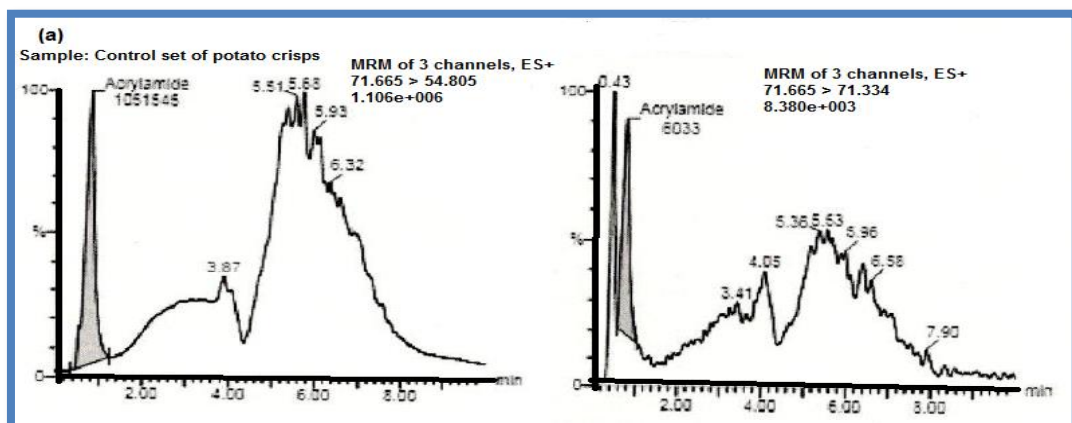 (a)
Sample: Control set of potato crisps
MRM of 3 channels, ES+
71.665 > 54.805
1.106e+006
Acrylamide
1051545
100
%
0
3.87
5.51
5.68
5.93
6.32
2.00
4.00
6.00
8.00
min
MRM of 3 channels, ES+
71.665 > 71.334
8.380e+003
0.43
Acrylamide
6033
100
%
0
3.41
4.05
5.36
5.63
5.96
6.58
7.90
2.00
4.00
6.00
8.00
min